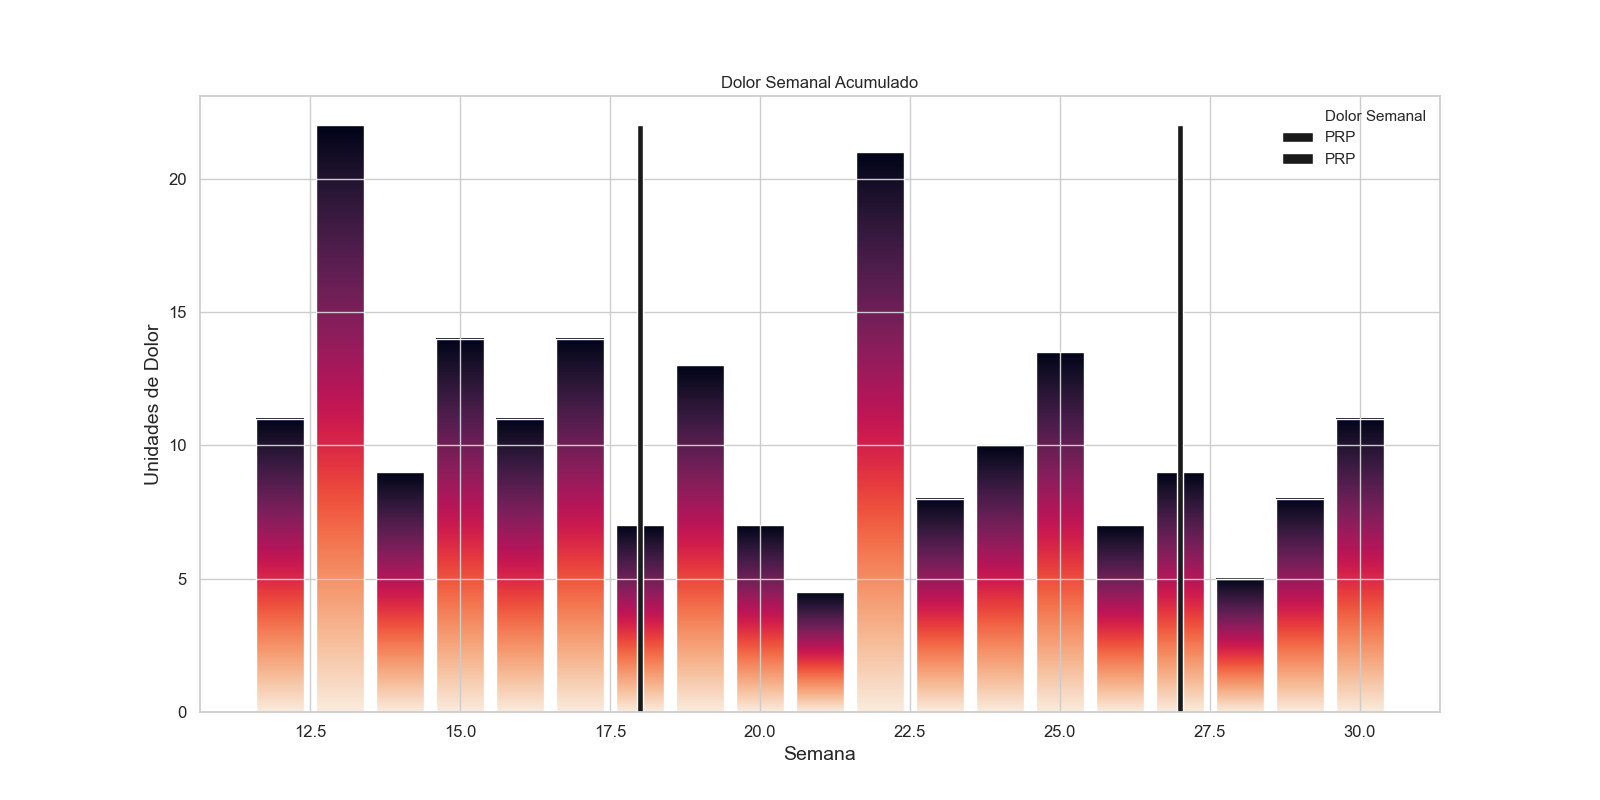 Dolor Semanal Acumulado
Dolor Semanal
PRP
PRP
Unidades de Dolor
20
15
10
5
0
12.5 15.0 17.5 20.0 22.5 25.0 27.5 30.0
Semana